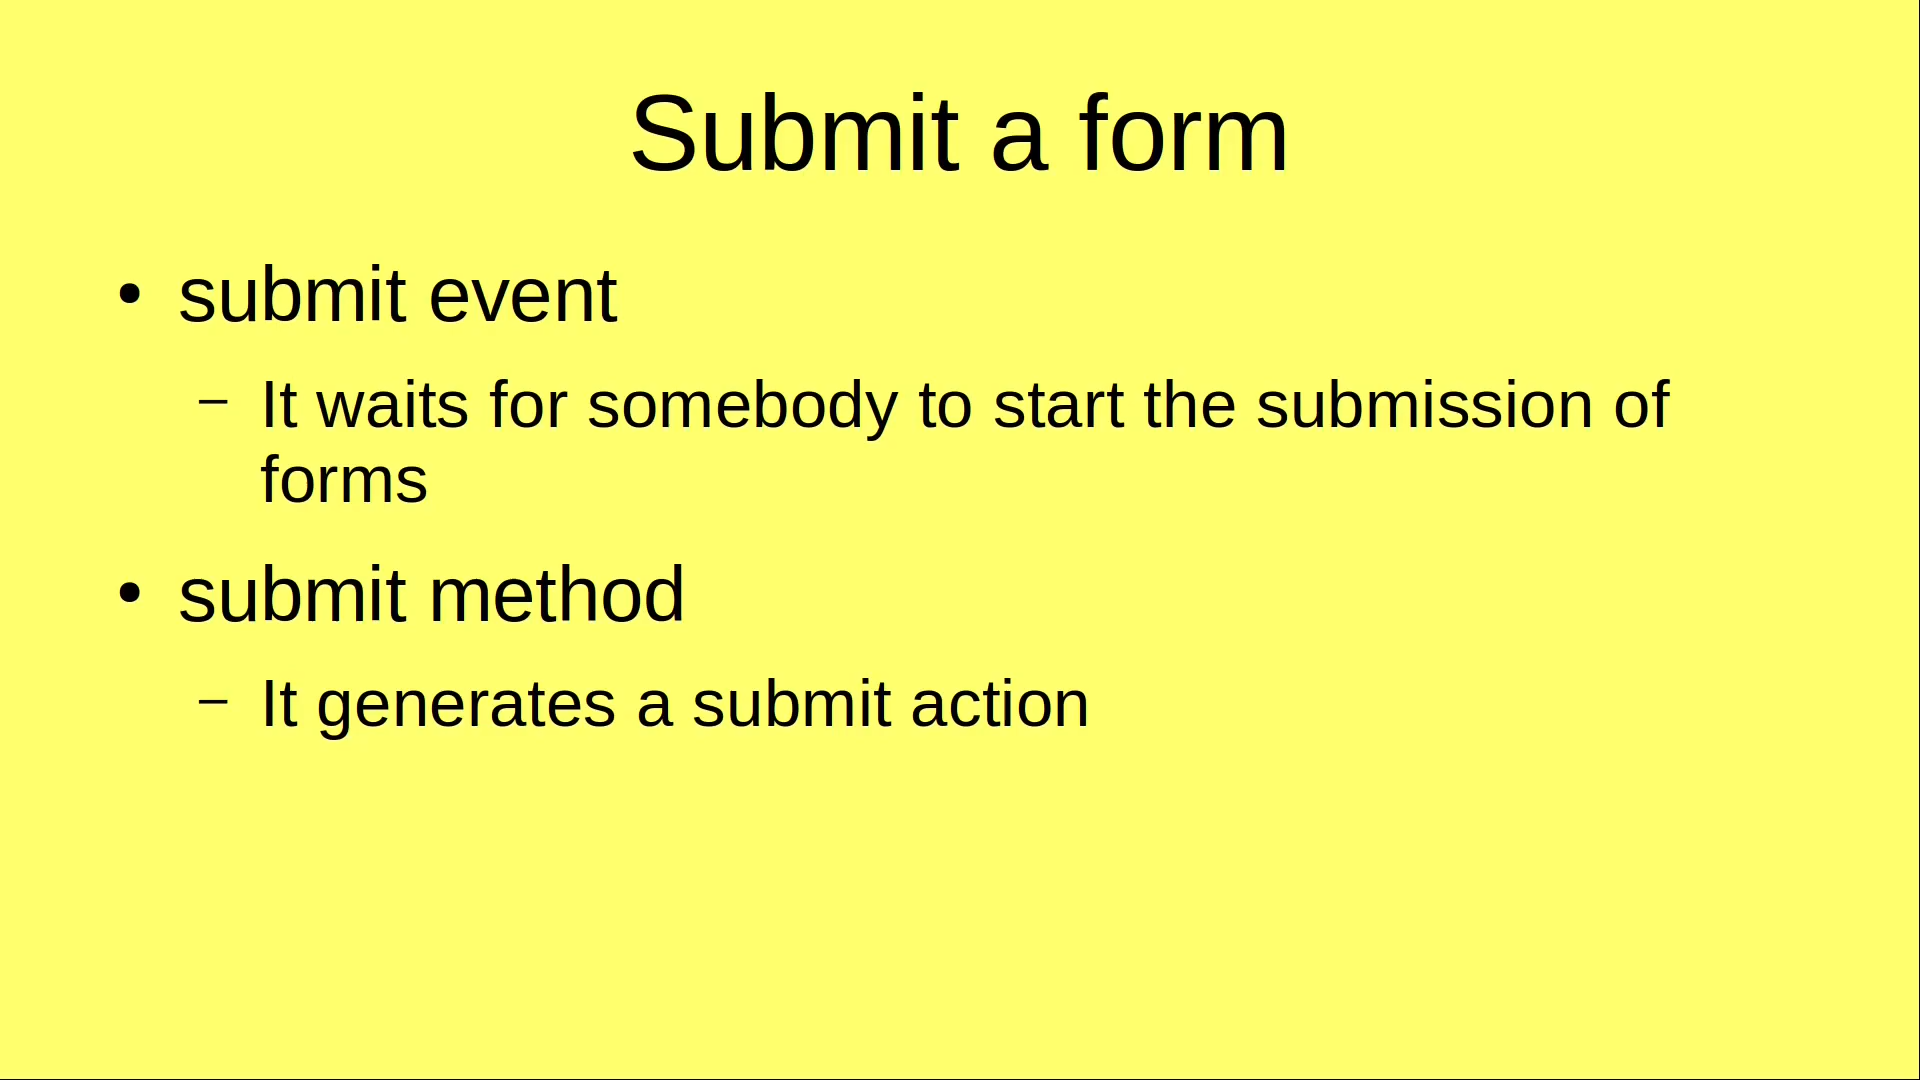 Submit a form
• submit event
– It waits for somebody to start the submission of
forms
• submit method
– It generates a submit action